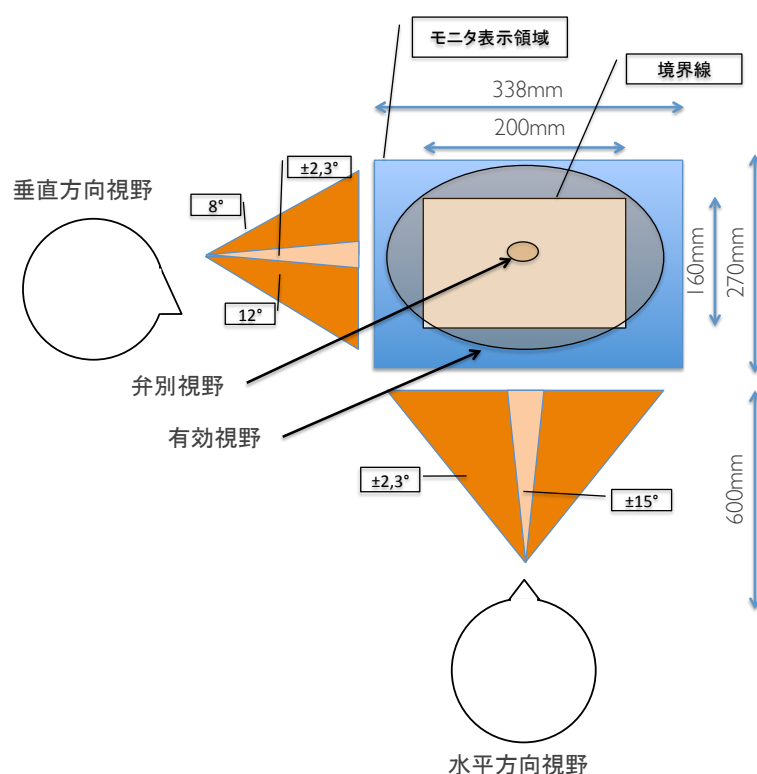 モニタ表示領域
境界線
338mm
200mm
±2,3°
垂直方向視野
8°
12°
160mm
270mm
弁別視野
有効視野
±2,3°
±15°
600mm
水平方向視野